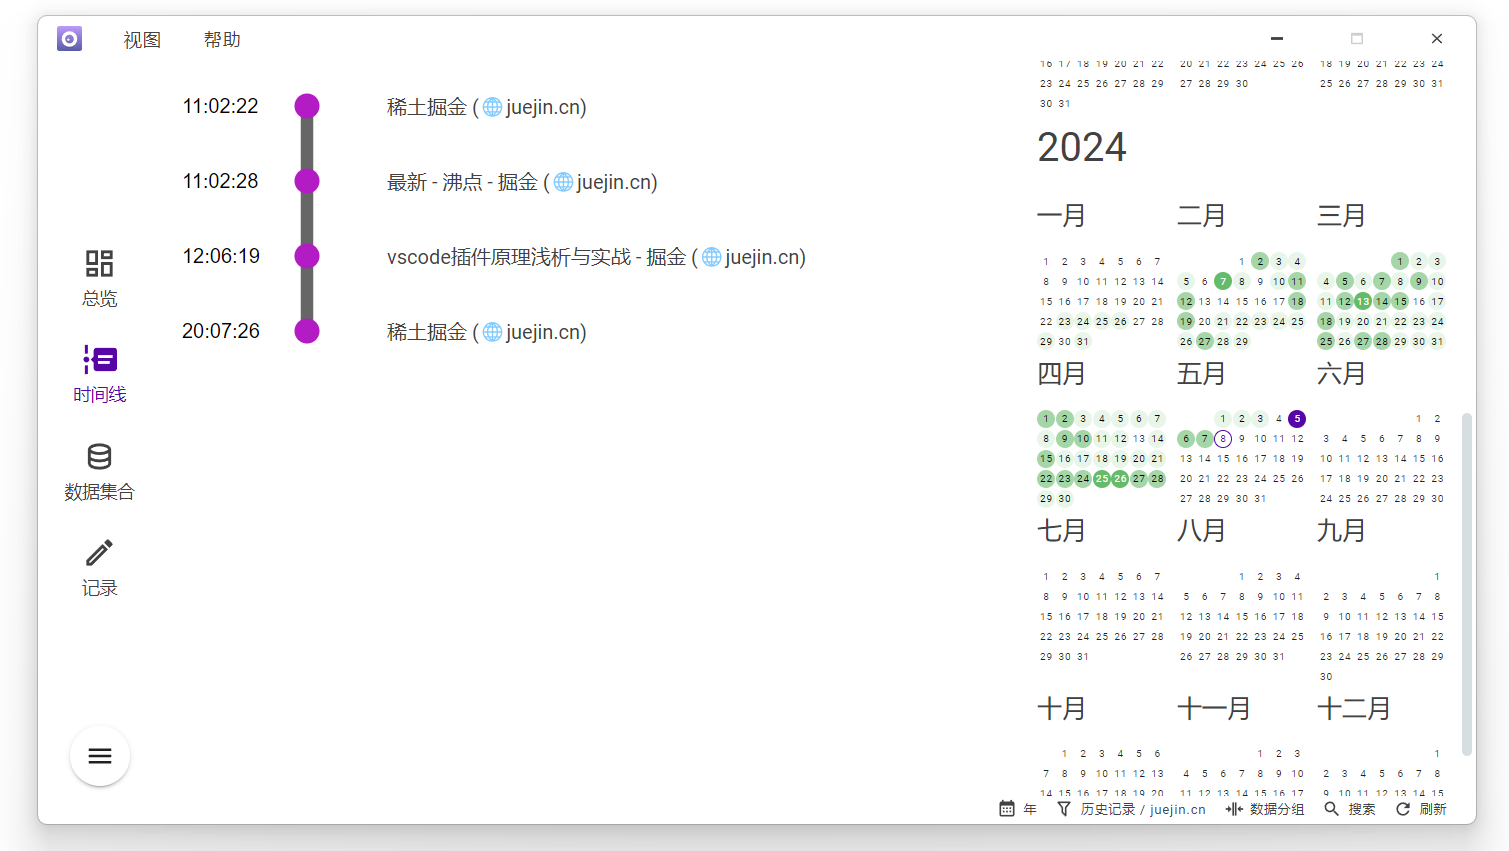 视图 帮助
11:02:22 稀土掘金 (🌐juejin.cn)
11:02:28 最新 - 沸点 - 掘金 (🌐juejin.cn)
12:06:19 vscode插件原理浅析与实战 - 掘金 (🌐juejin.cn)
20:07:26 稀土掘金 (🌐juejin.cn)
总览
时间线
数据集合
记录
16 17 18 19 20 21 22
23 24 25 26 27 28 29
30 31
20 21 22 23 24 25 26
27 28 29 30
18 19 20 21 22 23 24
25 26 27 28 29 30 31
2024
一月
1 2 3 4 5 6 7
8 9 10 11 12 13 14
15 16 17 18 19 20 21
22 23 24 25 26 27 28
29 30 31
二月
1 2 3 4
5 6 7 8 9 10 11
12 13 14 15 16 17 18
19 20 21 22 23 24 25
26 27 28 29
三月
1 2 3
4 5 6 7 8 9 10
11 12 13 14 15 16 17
18 19 20 21 22 23 24
25 26 27 28 29 30 31
四月
1 2 3 4 5 6 7
8 9 10 11 12 13 14
15 16 17 18 19 20 21
22 23 24 25 26 27 28
29 30
五月
1 2 3 4 5
6 7 8 9 10 11 12
13 14 15 16 17 18 19
20 21 22 23 24 25 26
27 28 29 30 31
六月
1 2
3 4 5 6 7 8 9
10 11 12 13 14 15 16
17 18 19 20 21 22 23
24 25 26 27 28 29 30
七月
1 2 3 4 5 6 7
8 9 10 11 12 13 14
15 16 17 18 19 20 21
22 23 24 25 26 27 28
29 30 31
八月
1 2 3 4
5 6 7 8 9 10 11
12 13 14 15 16 17 18
19 20 21 22 23 24 25
26 27 28 29 30 31
九月
1
2 3 4 5 6 7 8
9 10 11 12 13 14 15
16 17 18 19 20 21 22
23 24 25 26 27 28 29
30
十月
1 2 3 4 5 6
7 8 9 10 11 12 13
14 15 16 17 18 19 20
十一月
1 2 3
4 5 6 7 8 9 10
11 12 13 14 15 16 17
十二月
1
2 3 4 5 6 7 8
9 10 11 12 13 14 15
年 历史记录 / juejin.cn 数据分组 搜索 刷新